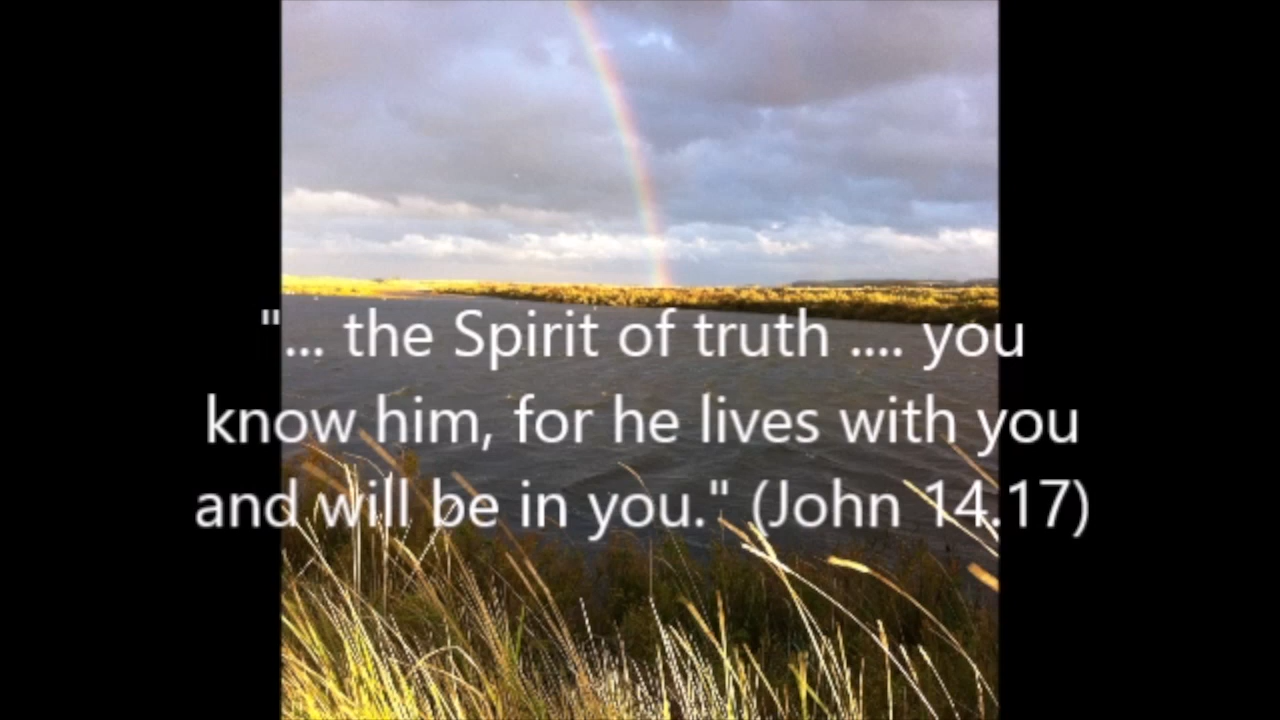 "... the Spirit of truth .... you
know him, for he lives with you
and will be in you." (John 14.17)